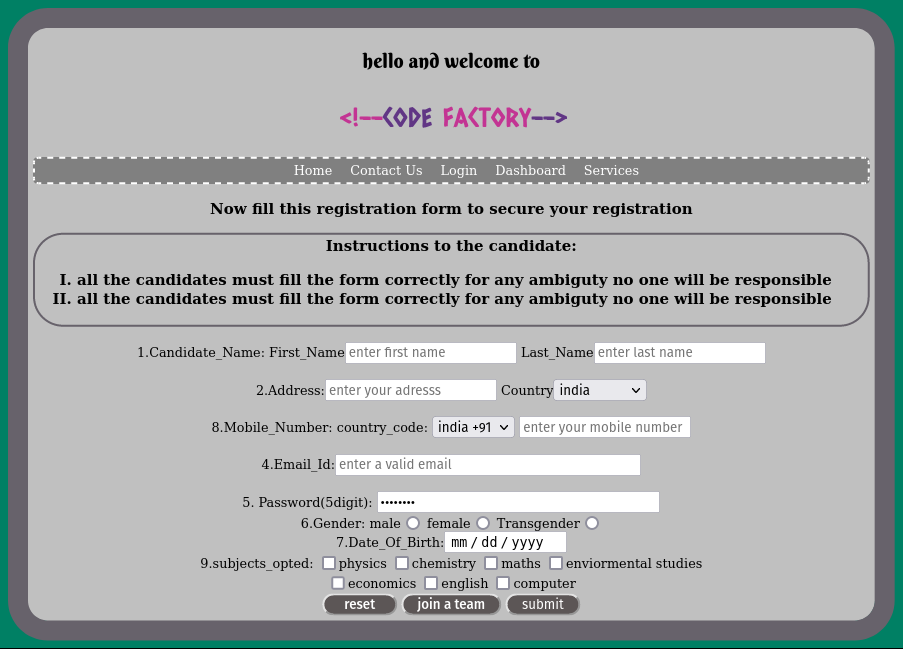 hello and welcome to
<!--CODE FACTORY-->
Home Contact Us Login Dashboard Services
Now fill this registration form to secure your registration
Instructions to the candidate:
I. all the candidates must fill the form correctly for any ambiguty no one will be responsible
II. all the candidates must fill the form correctly for any ambiguty no one will be responsible
1.Candidate_Name: First_Name enter first name Last_Name enter last name
2.Address: enter your adresss Country india
8.Mobile_Number: country_code: india +91 enter your mobile number
4.Email_Id: enter a valid email
5. Password(5digit): ••••••••
6.Gender: male female Transgender
7.Date_Of_Birth: mm / dd / yyyy
9.subjects_opted: physics chemistry maths enviormental studies
economics english computer
reset join a team submit